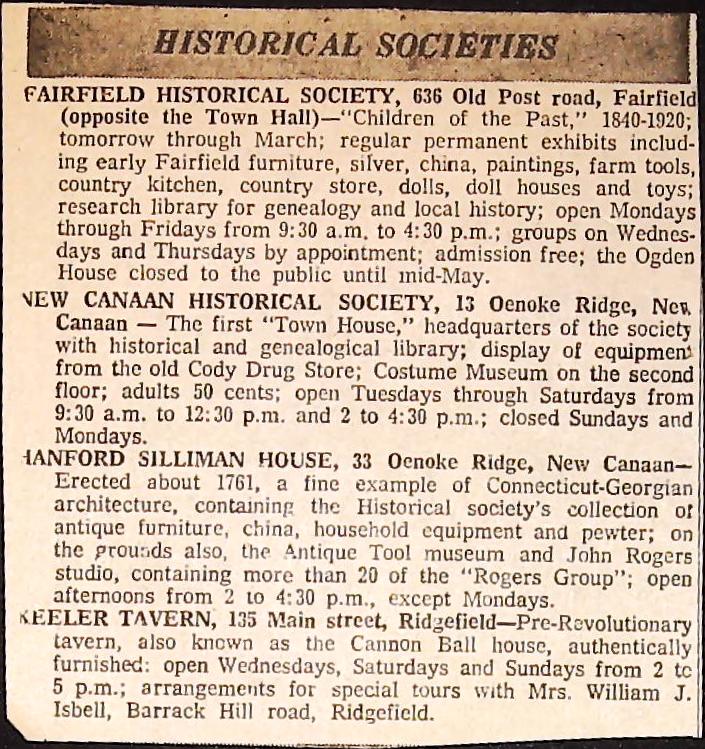 HISTORICAL SOCIETIES
FAIRFIELD HISTORICAL SOCIETY, 636 Old Post road, Fairfield
(opposite the Town Hall)—"Children of the Past," 1840-1920;
tomorrow through March; regular permanent exhibits includ-
ing early Fairfield furniture, silver, china, paintings, farm tools,
country kitchen, country store, dolls, doll houses and toys;
research library for genealogy and local history; open Mondays
through Fridays from 9:30 a.m. to 4:30 p.m.; groups on Wednes-
days and Thursdays by appointment; admission free; the Ogden
House closed to the public until mid-May.
NEW CANAAN HISTORICAL SOCIETY, 13 Oenoke Ridge, New
Canaan — The first "Town House," headquarters of the society
with historical and genealogical library; display of equipment
from the old Cody Drug Store; Costume Museum on the second
floor; adults 50 cents; open Tuesdays through Saturdays from
9:30 a.m. to 12:30 p.m. and 2 to 4:30 p.m.; closed Sundays and
Mondays.
HANFORD SILLIMAN HOUSE, 33 Oenoke Ridge, New Canaan—
Erected about 1761, a fine example of Connecticut-Georgian
architecture, containing the Historical society's collection of
antique furniture, china, household equipment and pewter; on
the grounds also, the Antique Tool museum and John Rogers
studio, containing more than 20 of the "Rogers Group"; open
afternoons from 2 to 4:30 p.m., except Mondays.
KEELER TAVERN, 135 Main street, Ridgefield—Pre-Revolutionary
tavern, also known as the Cannon Ball house, authentically
furnished: open Wednesdays, Saturdays and Sundays from 2 to
5 p.m.; arrangements for special tours with Mrs. William J.
Isbell, Barrack Hill road, Ridgefield.